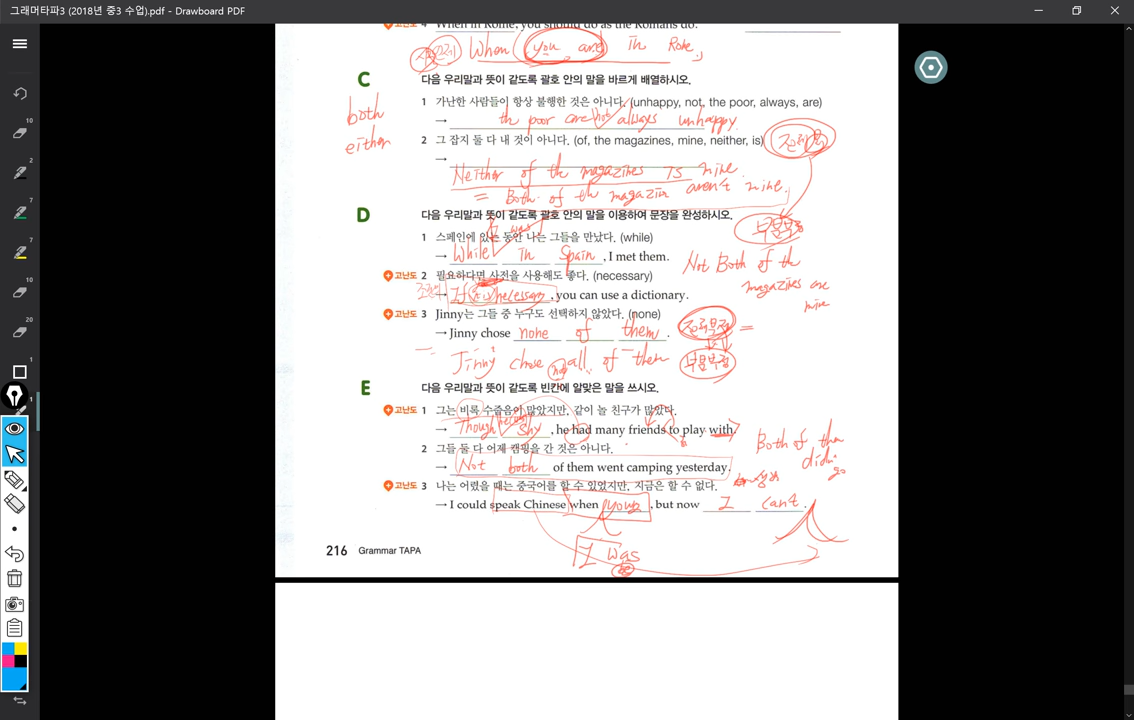 그래머타파3 (2018년 중3 수업).pdf - Drawboard PDF
고난도 4 When in Rome, you should do as the Romans do.
When you are in Rome,
C 다음 우리말과 뜻이 같도록 괄호 안의 말을 바르게 배열하시오.
both
either
1 가난한 사람들이 항상 불행한 것은 아니다. (unhappy, not, the poor, always, are)
→ th poor are not always unhappy.
2 그 잡지 둘 다 내 것이 아니다. (of, the magazines, mine, neither, is)
→ Neither of the magazines is mine
= Both of the magazin aren't mine.
D 다음 우리말과 뜻이 같도록 괄호 안의 말을 이용하여 문장을 완성하시오.
1 스페인에 있는 동안 나는 그들을 만났다. (while)
I was
→ While in Spain, I met them.
부분부정
Not Both of the
magazines are
mine
고난도 2 필요하다면 사전을 사용해도 좋다. (necessary)
→ If necessary, you can use a dictionary.
고난도 3 Jinny는 그들 중 누구도 선택하지 않았다. (none)
→ Jinny chose none of them. 전체부정 =
Jinny chose not all of them 부분부정
E 다음 우리말과 뜻이 같도록 빈칸에 알맞은 말을 쓰시오.
고난도 1 그는 비록 수줍음이 많았지만, 같이 놀 친구가 많았다.
→ Though he was shy, he had many friends to play with.
2 그들 둘 다 어제 캠핑을 간 것은 아니다.
→ Not both of them went camping yesterday.
Both of them
didn't
go
고난도 3 나는 어렸을 때는 중국어를 할 수 있었지만, 지금은 할 수 없다.
→ I could speak Chinese when young, but now I can't.
I was
216 Grammar TAPA